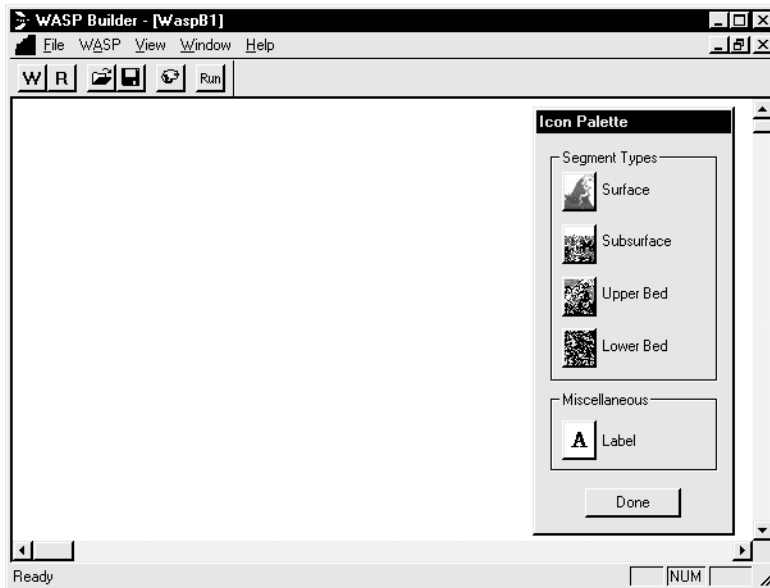 WASP Builder - [WaspB1]
File WASP View Window Help
W R Run
Icon Palette
Segment Types
Surface
Subsurface
Upper Bed
Lower Bed
Miscellaneous
A Label
Done
Ready NUM